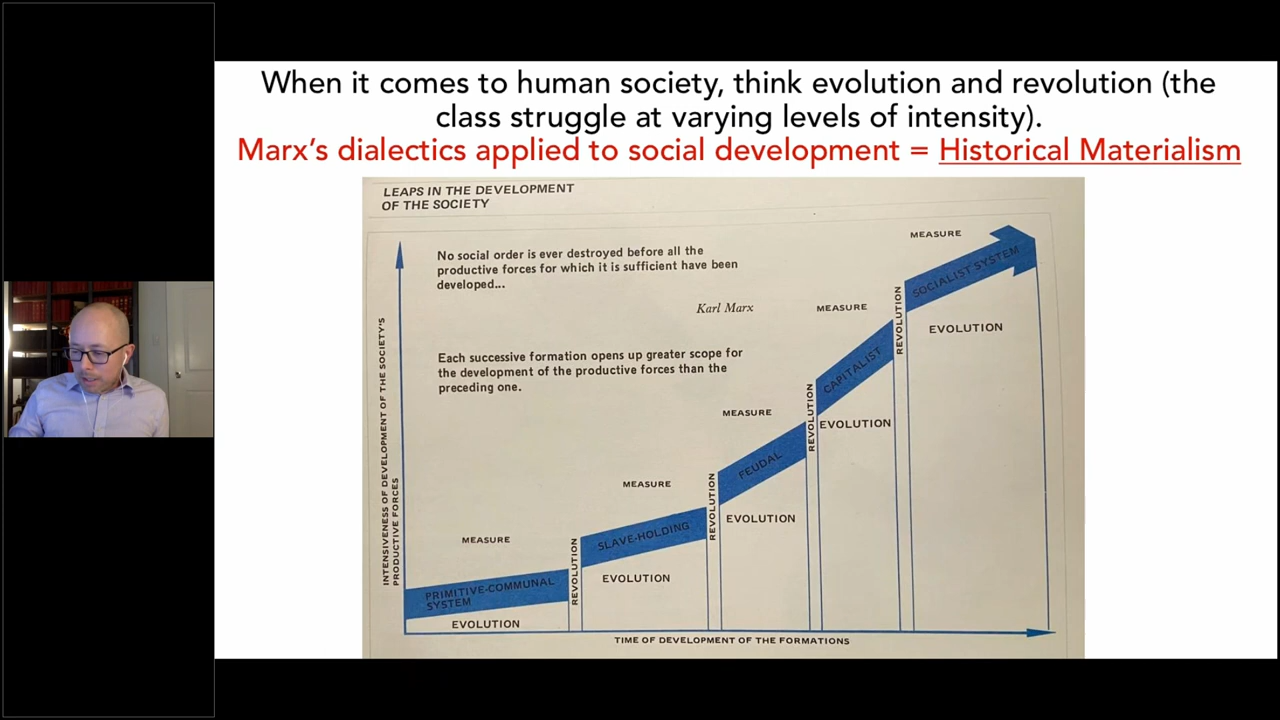 When it comes to human society, think evolution and revolution (the
class struggle at varying levels of intensity).
Marx's dialectics applied to social development = Historical Materialism
LEAPS IN THE DEVELOPMENT
OF THE SOCIETY
No social order is ever destroyed before all the
productive forces for which it is sufficient have been
developed...
Karl Marx
Each successive formation opens up greater scope for
the development of the productive forces than the
preceding one.
INTENSIVENESS OF DEVELOPMENT OF THE SOCIETY'S
PRODUCTIVE FORCES
MEASURE
PRIMITIVE-COMMUNAL
SYSTEM
EVOLUTION
REVOLUTION
MEASURE
SLAVE-HOLDING
EVOLUTION
REVOLUTION
MEASURE
FEUDAL
EVOLUTION
REVOLUTION
MEASURE
CAPITALIST
EVOLUTION
REVOLUTION
MEASURE
SOCIALIST SYSTEM
EVOLUTION
TIME OF DEVELOPMENT OF THE FORMATIONS